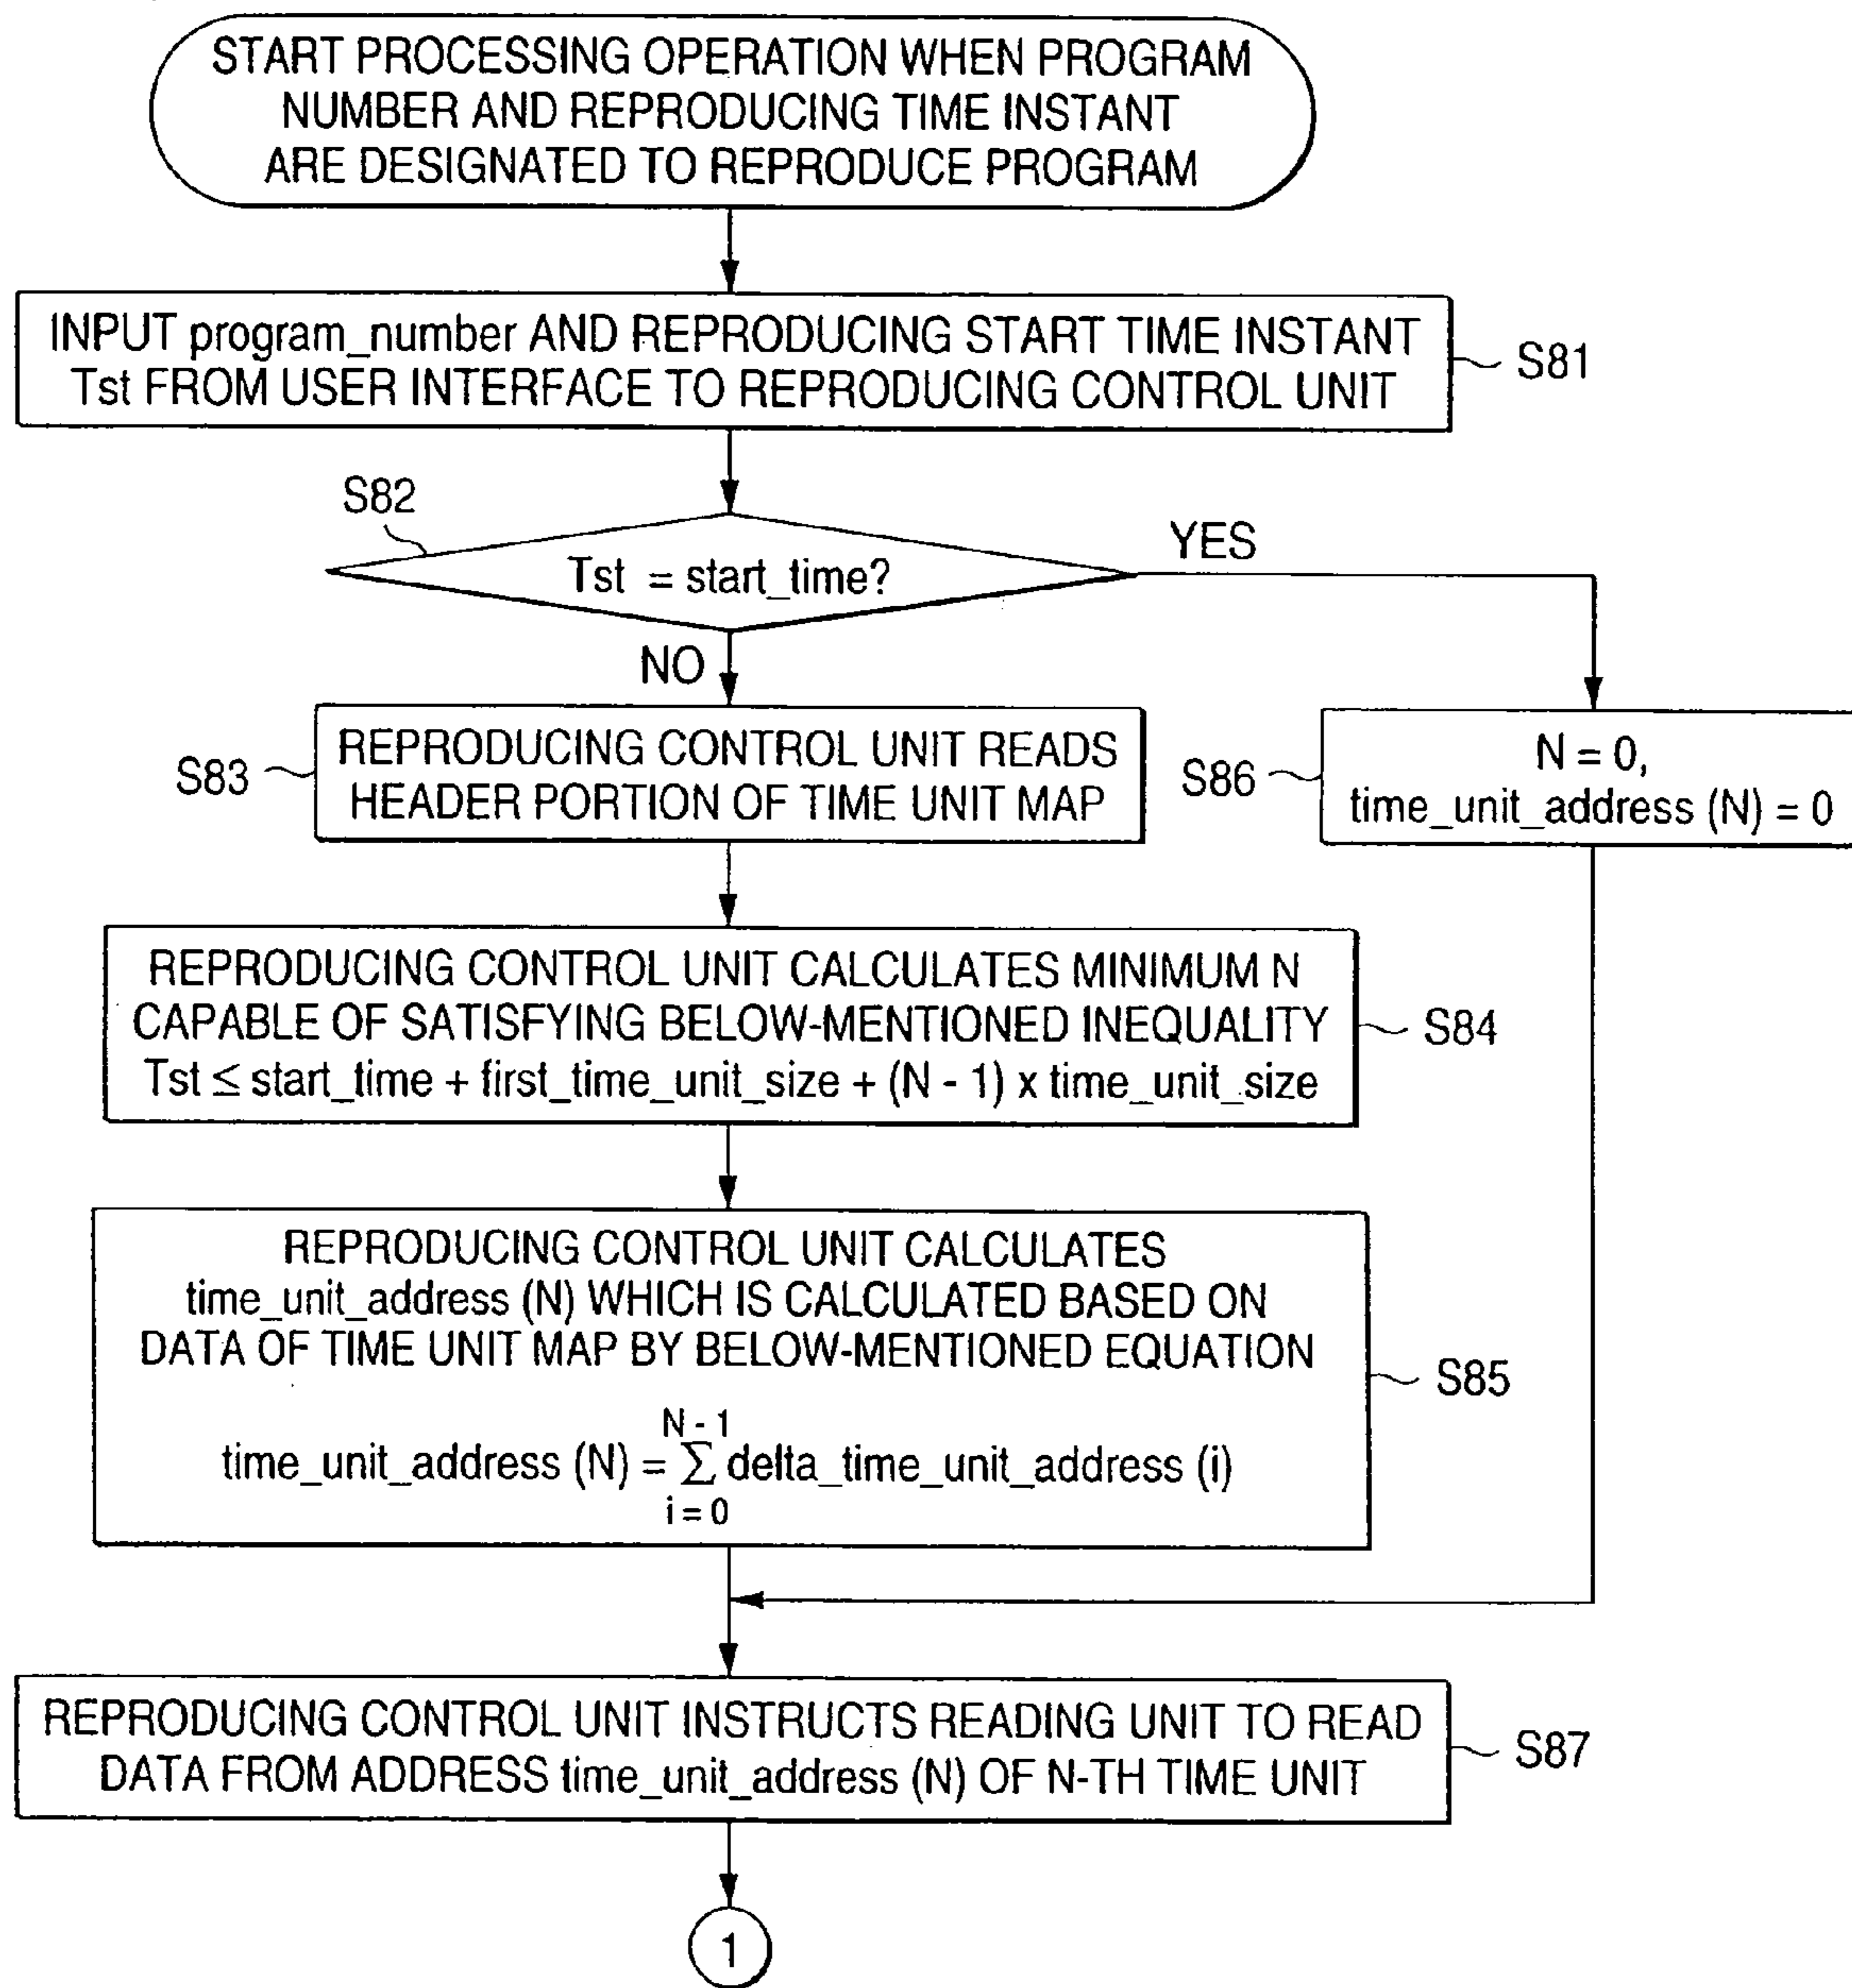 START PROCESSING OPERATION WHEN PROGRAM
NUMBER AND REPRODUCING TIME INSTANT
ARE DESIGNATED TO REPRODUCE PROGRAM
INPUT program_number AND REPRODUCING START TIME INSTANT
Tst FROM USER INTERFACE TO REPRODUCING CONTROL UNIT
S81
S82
Tst = start_time?
YES
NO
S83
REPRODUCING CONTROL UNIT READS
HEADER PORTION OF TIME UNIT MAP
S86
N = 0,
time_unit_address (N) = 0
REPRODUCING CONTROL UNIT CALCULATES MINIMUM N
CAPABLE OF SATISFYING BELOW-MENTIONED INEQUALITY
Tst ≤ start_time + first_time_unit_size + (N - 1) x time_unit_size
S84
REPRODUCING CONTROL UNIT CALCULATES
time_unit_address (N) WHICH IS CALCULATED BASED ON
DATA OF TIME UNIT MAP BY BELOW-MENTIONED EQUATION
N - 1
time_unit_address (N) = Σ delta_time_unit_address (i)
i = 0
S85
REPRODUCING CONTROL UNIT INSTRUCTS READING UNIT TO READ
DATA FROM ADDRESS time_unit_address (N) OF N-TH TIME UNIT
S87
1